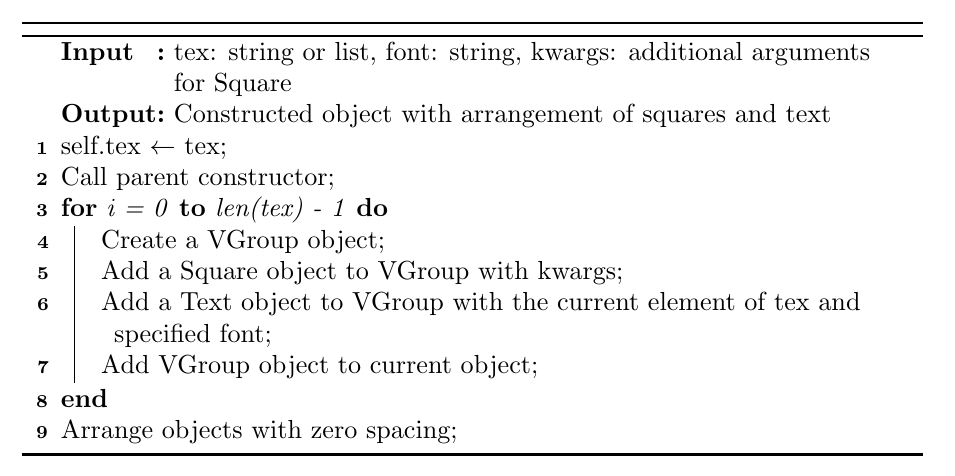 Input : tex: string or list, font: string, kwargs: additional arguments
for Square
Output: Constructed object with arrangement of squares and text
1 self.tex ← tex;
2 Call parent constructor;
3 for i = 0 to len(tex) - 1 do
4 Create a VGroup object;
5 Add a Square object to VGroup with kwargs;
6 Add a Text object to VGroup with the current element of tex and
specified font;
7 Add VGroup object to current object;
8 end
9 Arrange objects with zero spacing;